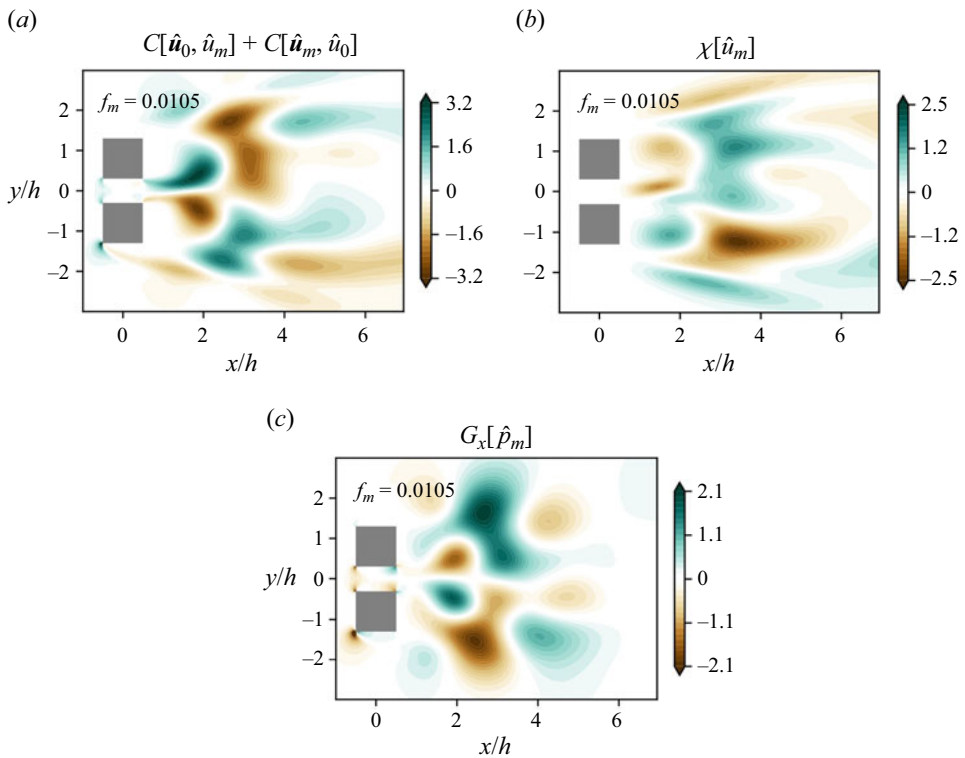 (a)
C[û₀, ûₘ] + C[ûₘ, û₀]
fₘ = 0.0105
y/h
2
1
0
–1
–2
0 2 4 6
x/h
3.2
1.6
0
–1.6
–3.2
(b)
χ[ûₘ]
fₘ = 0.0105
2
1
0
–1
–2
0 2 4 6
x/h
2.5
1.2
0
–1.2
–2.5
(c)
Gₓ[p̂ₘ]
fₘ = 0.0105
y/h
2
1
0
–1
–2
0 2 4 6
x/h
2.1
1.1
0
–1.1
–2.1